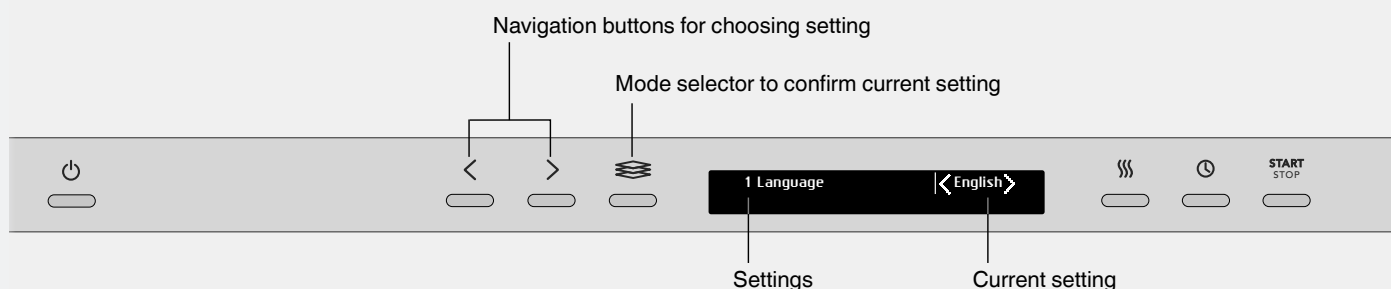 Navigation buttons for choosing setting
Mode selector to confirm current setting
START
STOP
1 Language
English
Settings
Current setting